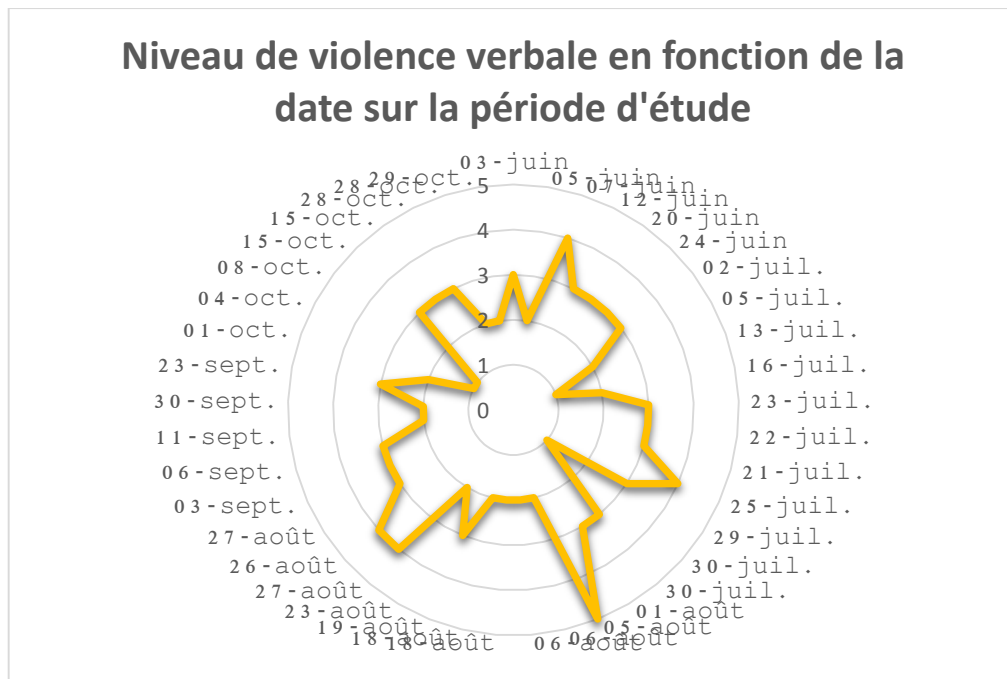 Niveau de violence verbale en fonction de la
date sur la période d'étude
03-juin
05-juin
07-juin
12-juin
20-juin
24-juin
02-juil.
05-juil.
13-juil.
16-juil.
23-juil.
22-juil.
21-juil.
25-juil.
29-juil.
30-juil.
30-juil.
01-août
05-août
06-août
06-août
18-août
18-août
19-août
23-août
27-août
26-août
27-août
03-sept.
06-sept.
11-sept.
30-sept.
23-sept.
01-oct.
04-oct.
08-oct.
15-oct.
15-oct.
28-oct.
28-oct.
29-oct.
5
4
3
2
1
0